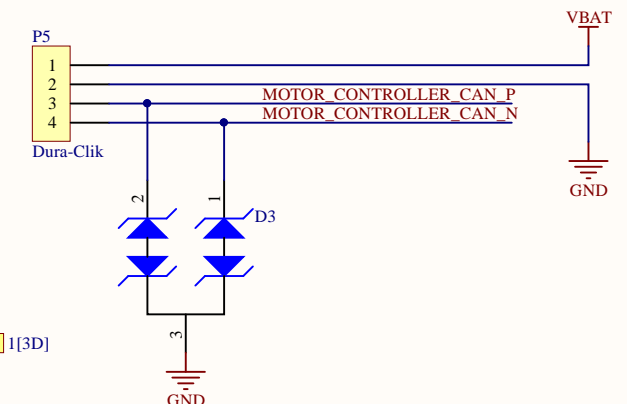 VBAT
P5
1
2
3
MOTOR_CONTROLLER_CAN_P
4
MOTOR_CONTROLLER_CAN_N
Dura-Clik
GND
2
1
D3
3
1[3D]
GND